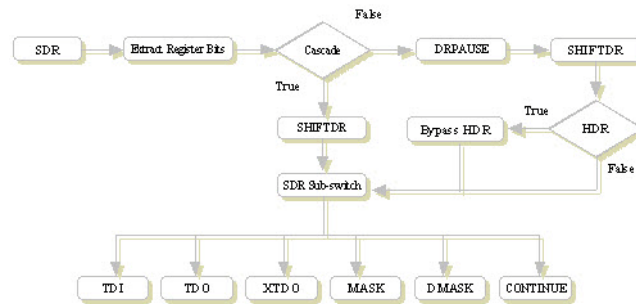 False
SDR
Extract Register Bits
Cascade
DRPAUSE
SHIFTDR
True
SHIFTDR
True
Bypass HDR
HDR
False
SDR Sub-switch
TDI
TDO
XTDO
MASK
DMASK
CONTINUE